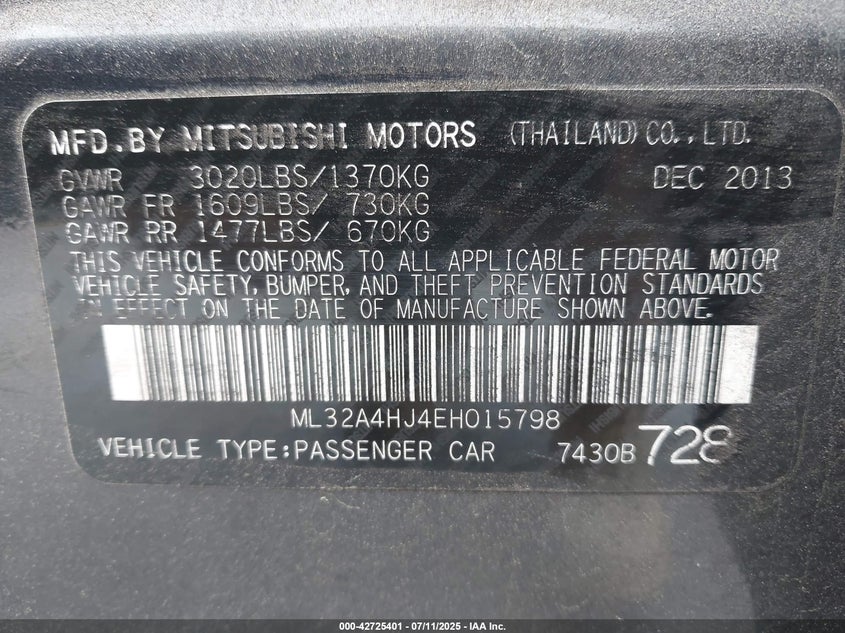 MFD.BY MITSUBISHI MOTORS (THAILAND) CO.,LTD.
GVWR 3020LBS/1370KG DEC 2013
GAWR FR 1609LBS/ 730KG
GAWR RR 1477LBS/ 670KG
THIS VEHICLE CONFORMS TO ALL APPLICABLE FEDERAL MOTOR
VEHICLE SAFETY, BUMPER, AND THEFT PREVENTION STANDARDS
IN EFFECT ON THE DATE OF MANUFACTURE SHOWN ABOVE.
ML32A4HJ4EH015798
VEHICLE TYPE:PASSENGER CAR 7430B 728
000-42725401 - 07/11/2025 - IAA Inc.